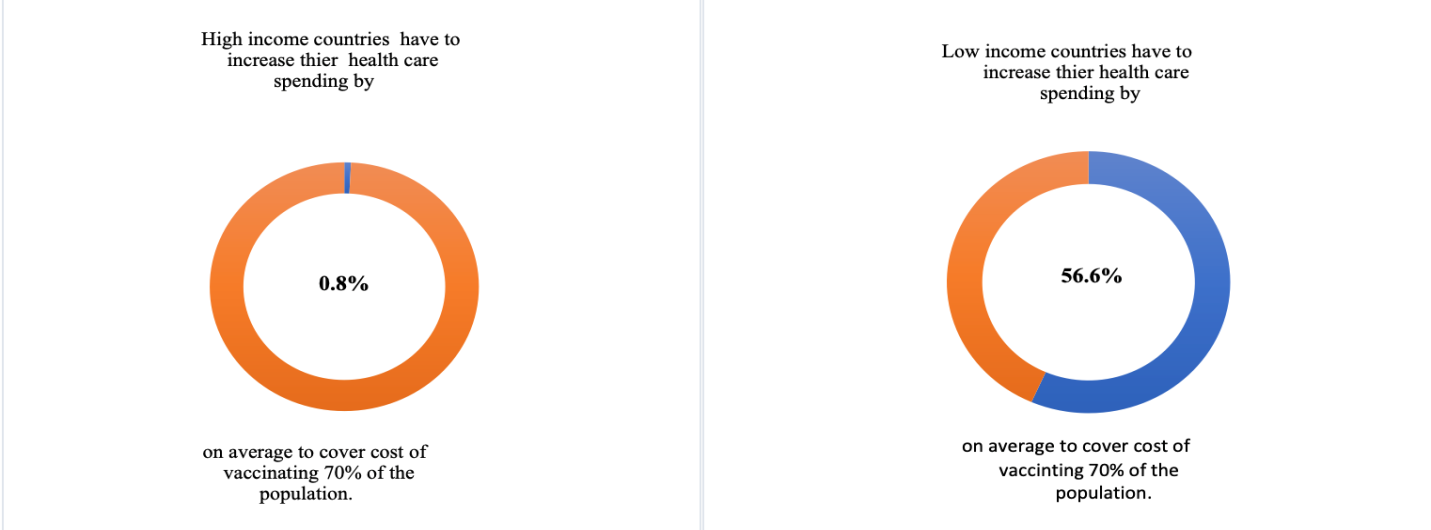 High income countries  have to
increase thier  health care
spending by
0.8%
on average to cover cost of
vaccinating 70% of the
population.
Low income countries have to
increase thier health care
spending by
56.6%
on average to cover cost of
vaccinting 70% of the
population.